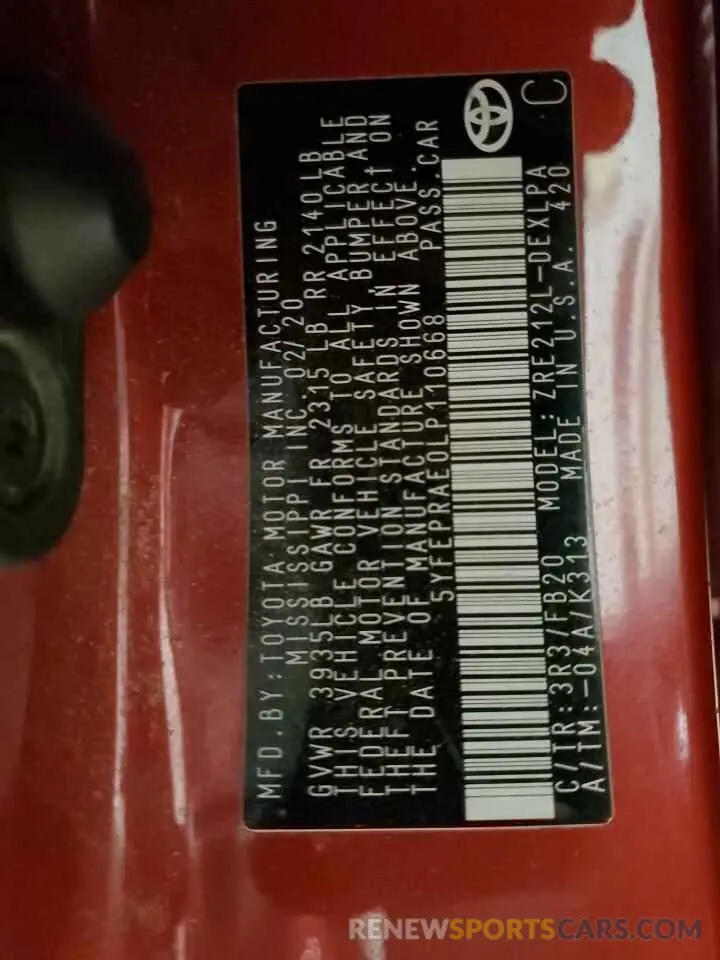 MFD.BY:TOYOTA MOTOR MANUFACTURING
MISSISSIPPI INC. 02/20
GVWR 3935LB GAWR FR 2315LB RR 2140LB
THIS VEHICLE CONFORMS TO ALL APPLICABLE
FEDERAL MOTOR VEHICLE SAFETY, BUMPER, AND
THEFT PREVENTION STANDARDS IN EFFECT ON
THE DATE OF MANUFACTURE SHOWN ABOVE.
5YFEPRAE0LP110668 PASS.CAR
C/TR:3R3/FB20 MODEL:ZRE212L-DEXLPA
A/TM:-04A/K313 MADE IN U.S.A. 420
C
RENEWSPORTSCARS.COM